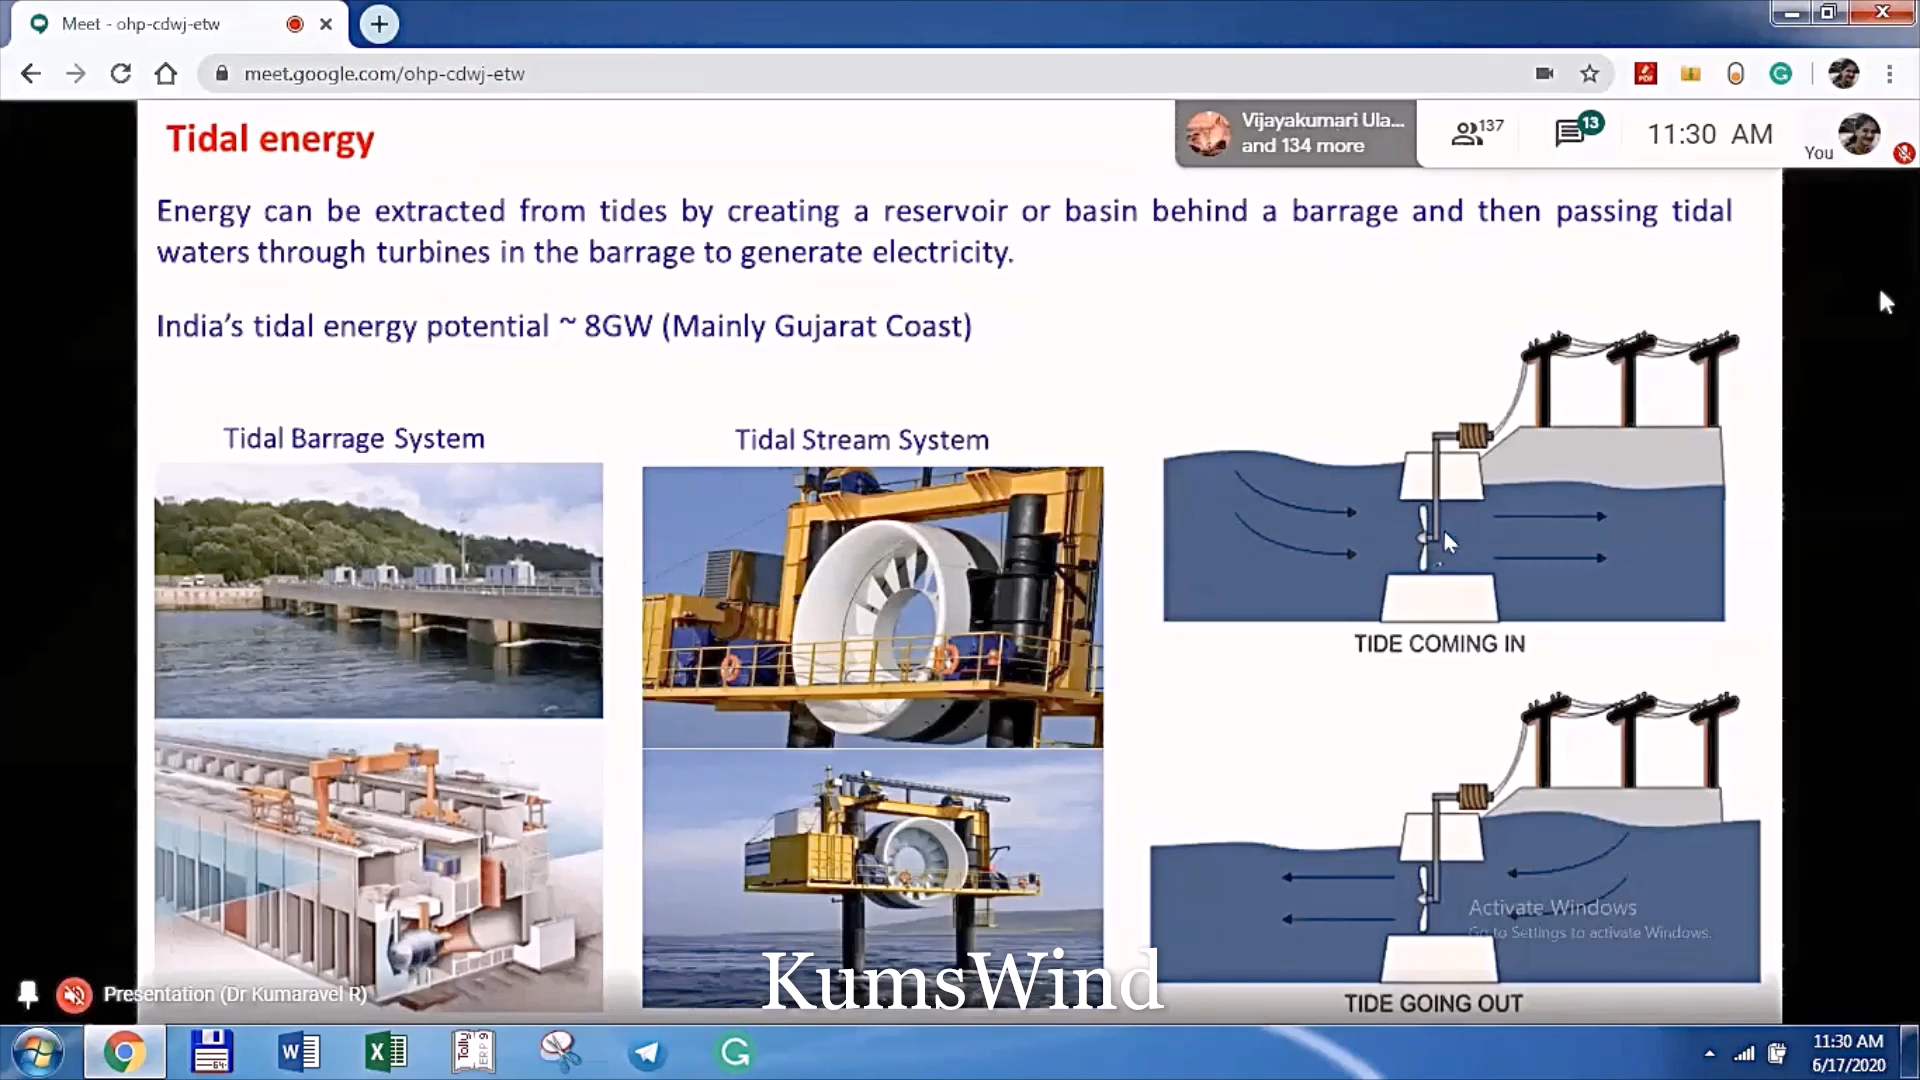 Meet - ohp-cdwj-etw
meet.google.com/ohp-cdwj-etw
Tidal energy
Vijayakumari Ula...
and 134 more
137
13
11:30 AM
You
Energy can be extracted from tides by creating a reservoir or basin behind a barrage and then passing tidal
waters through turbines in the barrage to generate electricity.
India's tidal energy potential ~ 8GW (Mainly Gujarat Coast)
Tidal Barrage System
Tidal Stream System
TIDE COMING IN
Activate Windows
Go to Settings to activate Windows.
KumsWind
Presentation (Dr Kumaravel R)
TIDE GOING OUT
11:30 AM
6/17/2020